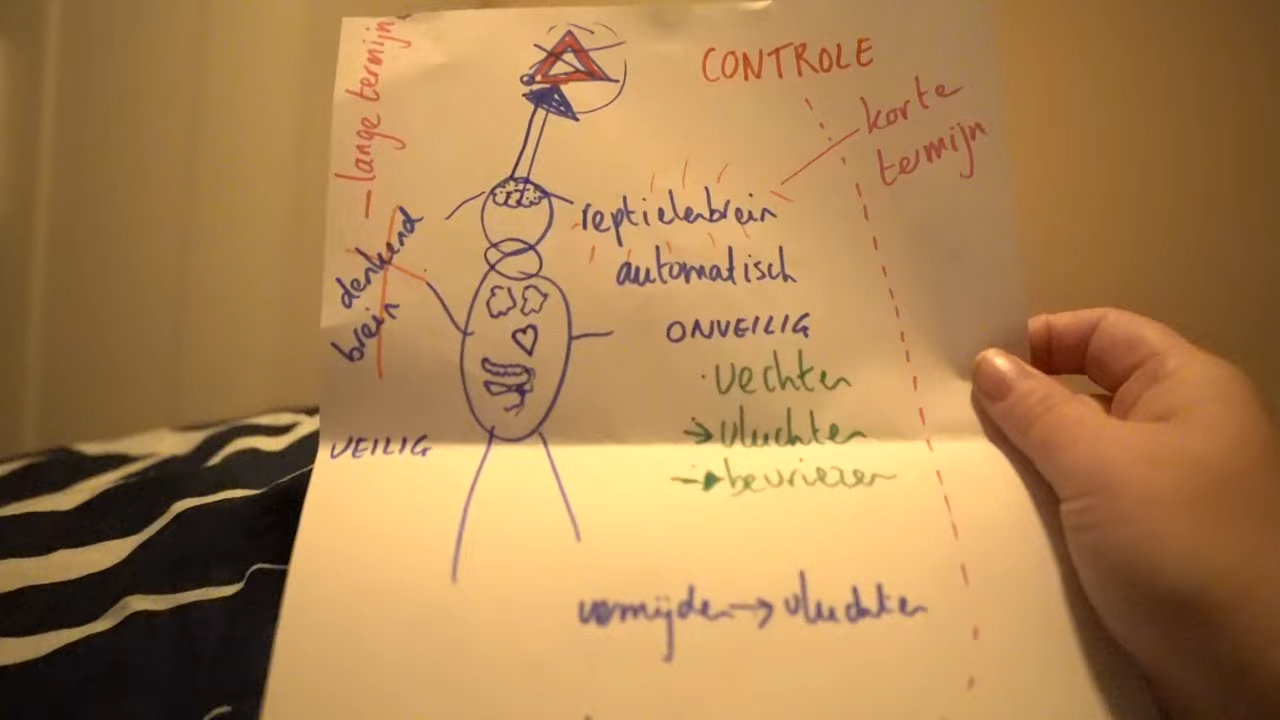 lange termijn
CONTROLE
korte
termijn
denkend
brein
reptielenbrein
automatisch
ONVEILIG
vechten
→ vluchten
→ bevriezen
VEILIG
vermijden → vluchten